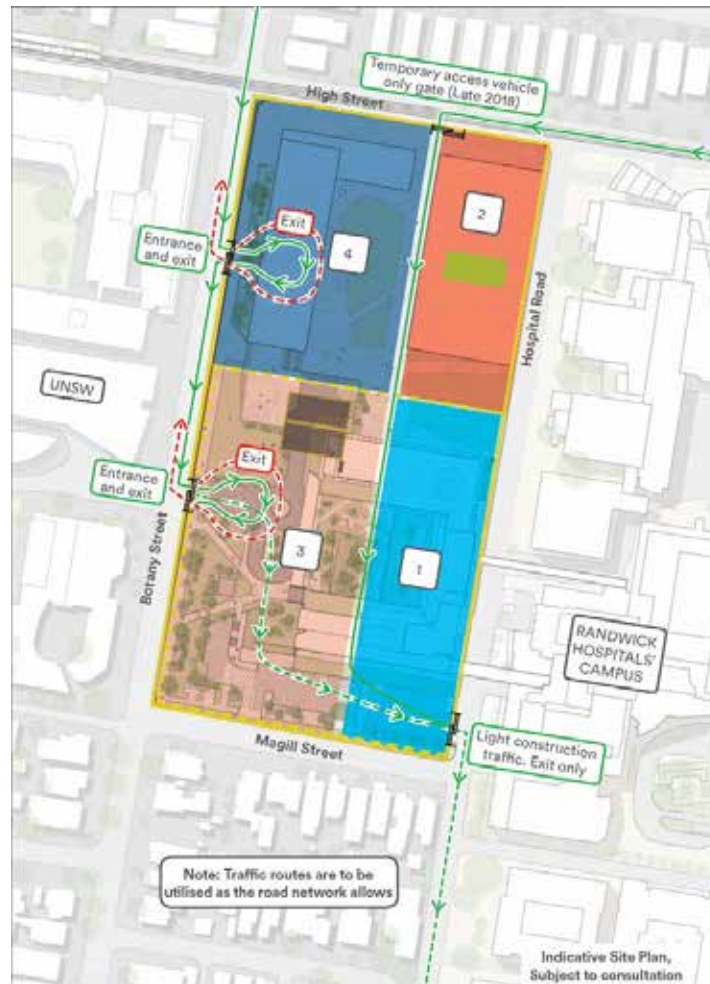 Temporary access vehicle
only gate (Late 2018)
High Street
2
Exit
4
Entrance
and exit
Hospital Road
UNSW
Exit
Entrance
and exit
3
1
Botany Street
RANDWICK
HOSPITALS'
CAMPUS
Magill Street
Light construction
traffic. Exit only
Note: Traffic routes are to be
utilised as the road network allows
Indicative Site Plan,
Subject to consultation